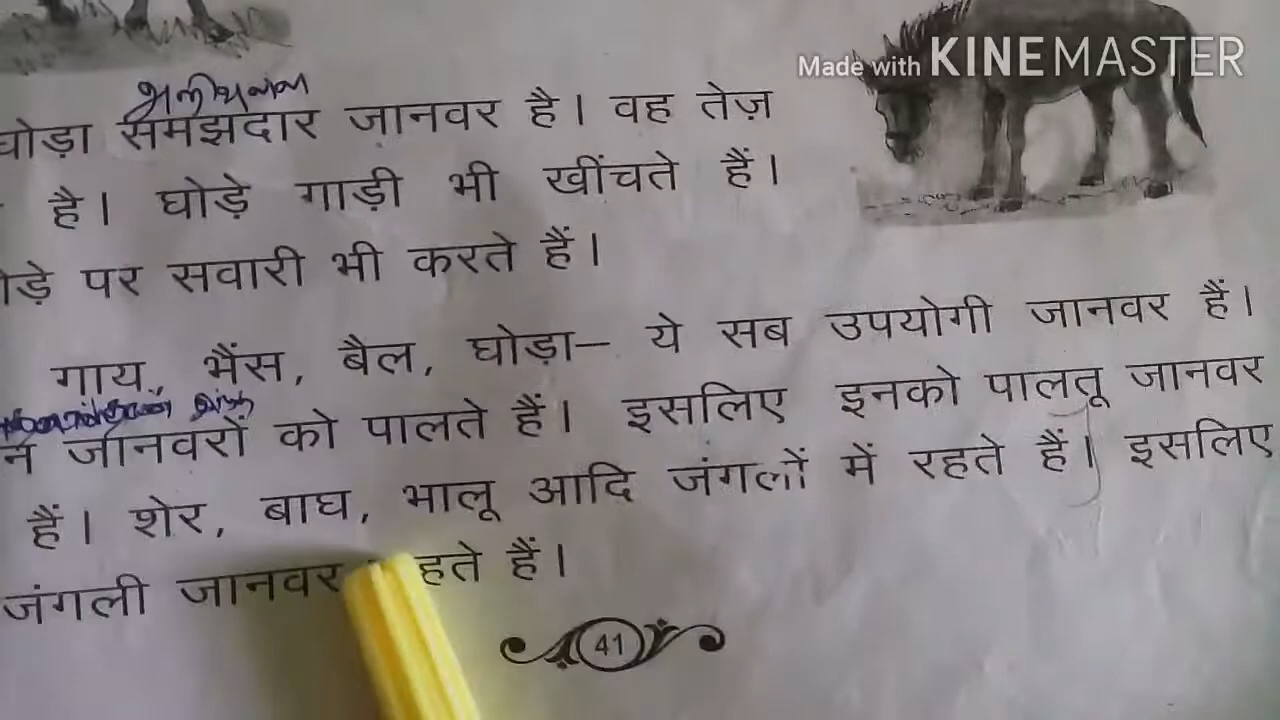 Made with KINEMASTER
घोड़ा समझदार जानवर है। वह तेज़
है। घोड़े गाड़ी भी खींचते हैं।
पर सवारी भी करते हैं।
गाय, भैंस, बैल, घोड़ा– ये सब उपयोगी जानवर हैं।
जानवरों को पालते हैं। इसलिए इनको पालतू जानवर
हैं। शेर, बाघ, भालू आदि जंगलों में रहते हैं। इसलिए
जंगली जानवर हते हैं।
41